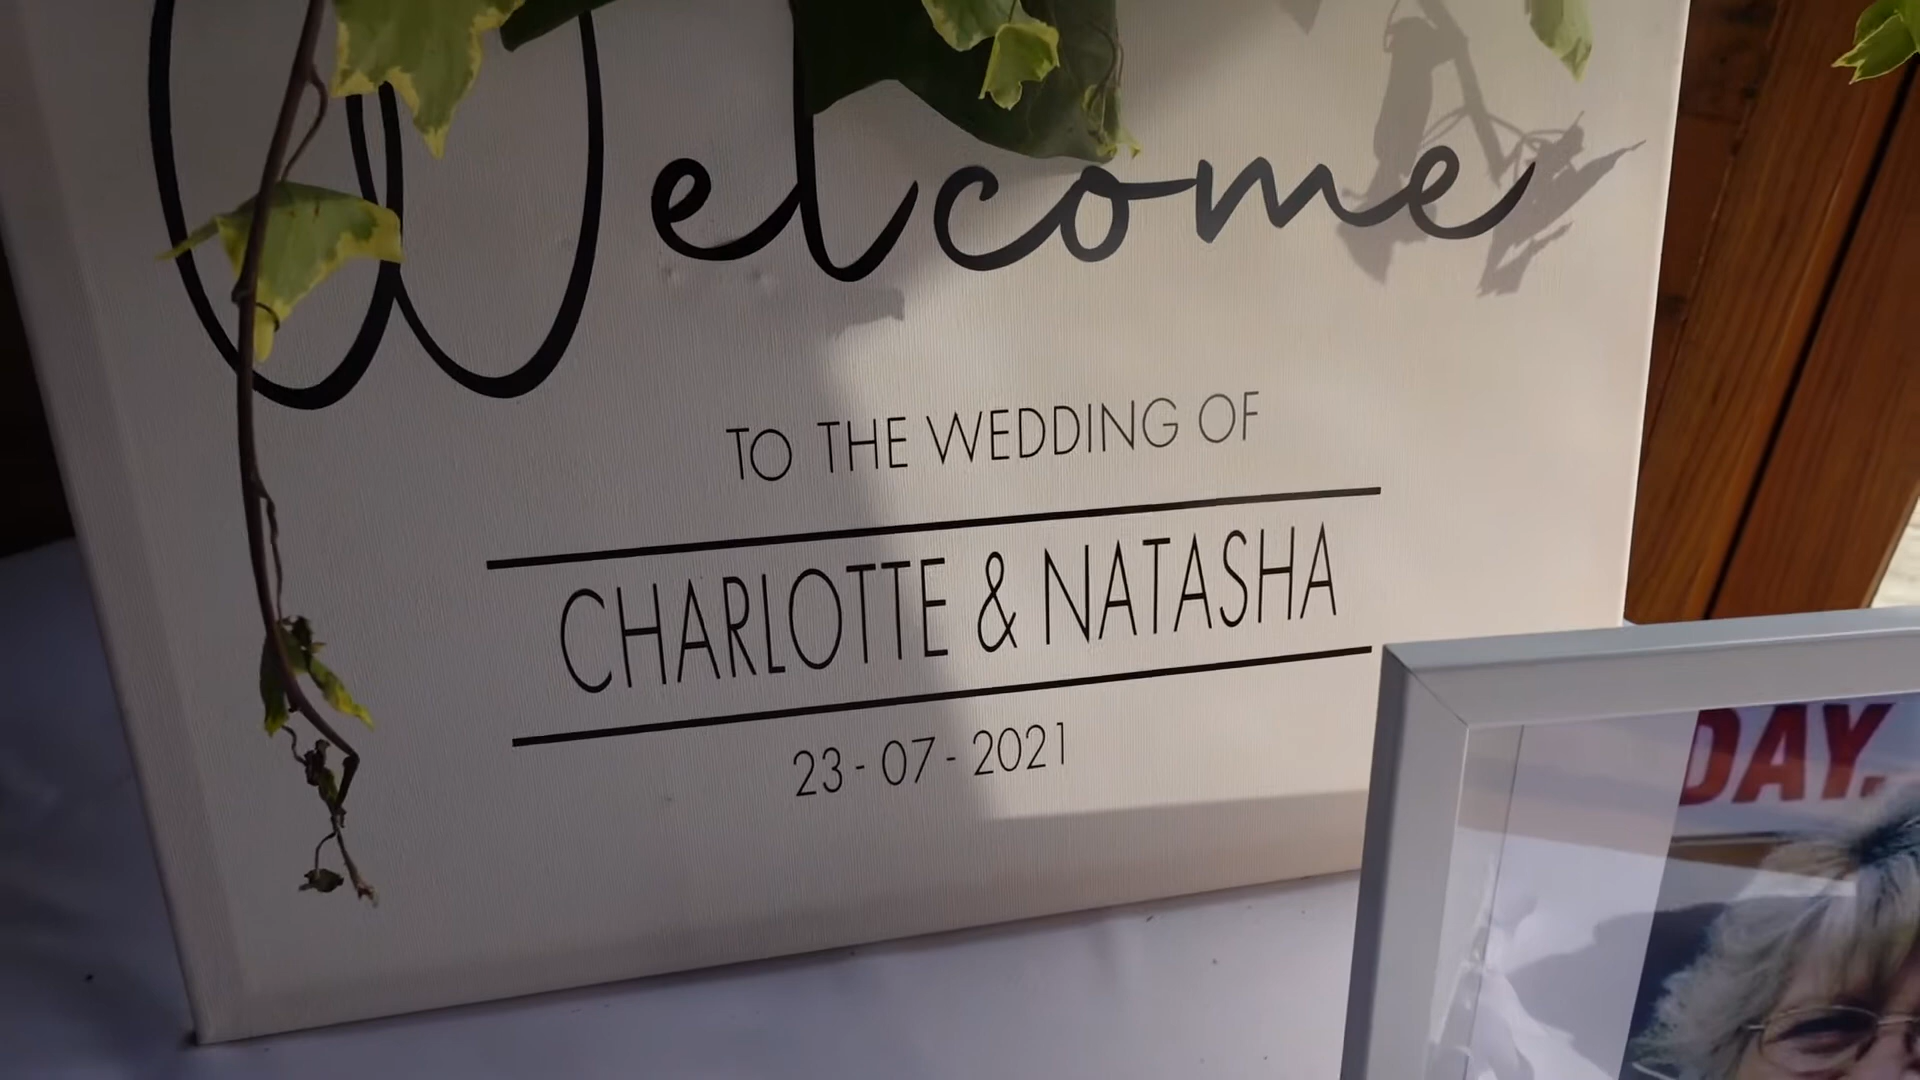 Welcome
TO THE WEDDING OF
CHARLOTTE & NATASHA
23-07-2021
DAY.